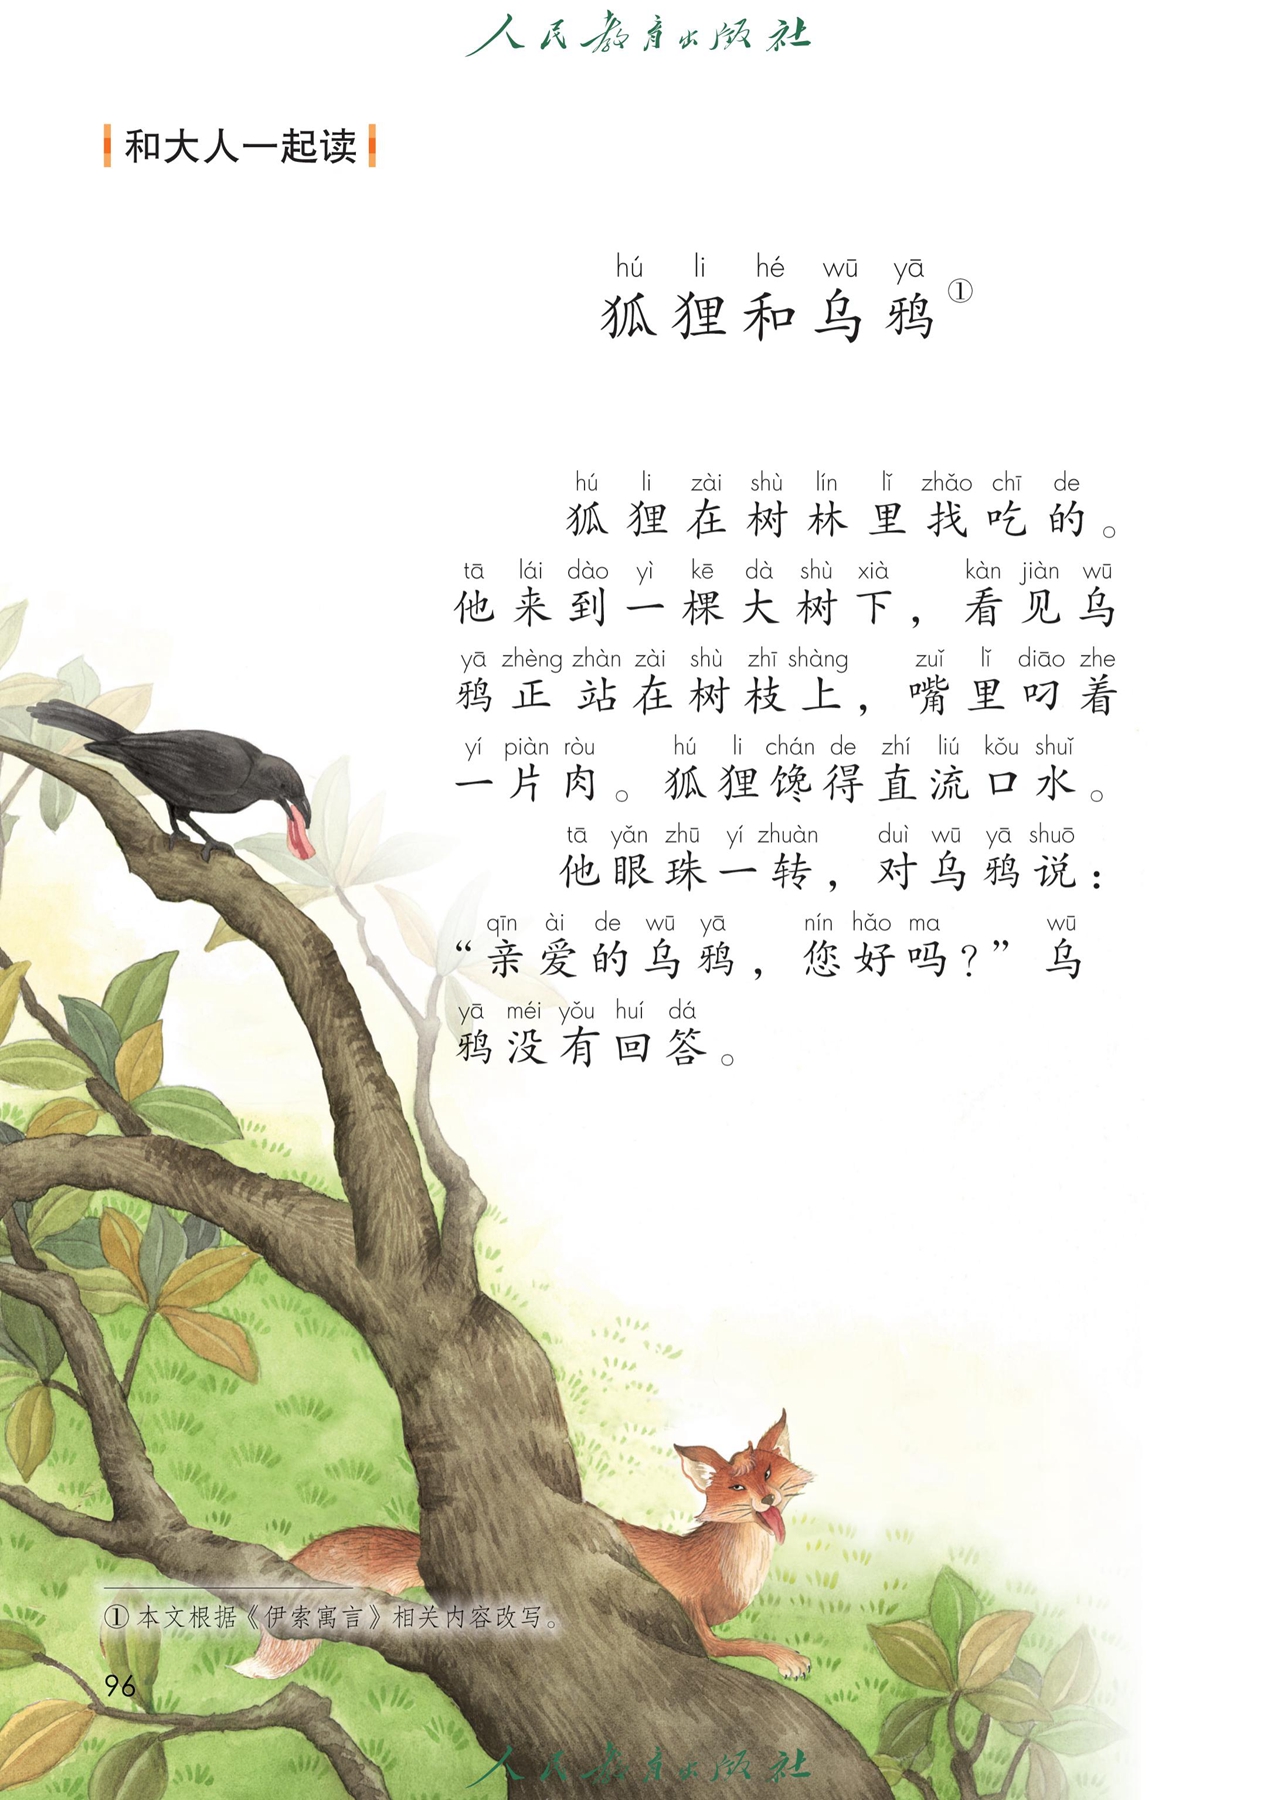 人民教育出版社
和大人一起读
hú li hé wū yā
狐狸和乌鸦①
hú li zài shù lín lǐ zhǎo chī de
狐狸在树林里找吃的。
tā lái dào yì kē dà shù xià kàn jiàn wū
他来到一棵大树下，看见乌
yā zhèng zhàn zài shù zhī shàng zuǐ lǐ diāo zhe
鸦正站在树枝上，嘴里叼着
yí piàn ròu hú li chán de zhí liú kǒu shuǐ
一片肉。狐狸馋得直流口水。
tā yǎn zhū yí zhuàn duì wū yā shuō
他眼珠一转，对乌鸦说：
qīn ài de wū yā nín hǎo ma wū
“亲爱的乌鸦，您好吗？”乌
yā méi yǒu huí dá
鸦没有回答。
①本文根据《伊索寓言》相关内容改写。
96
人民教育出版社